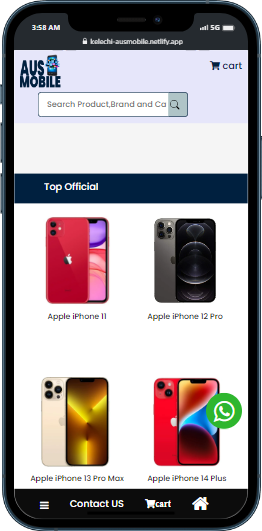 3:58 AM
5G
kelechi-ausmobile.netlify.app
AUS
MOBILE
cart
Search Product,Brand and Ca
Top Official
Apple iPhone 11
Apple iPhone 12 Pro
Apple iPhone 13 Pro Max
Apple iPhone 14 Plus
Contact US
cart